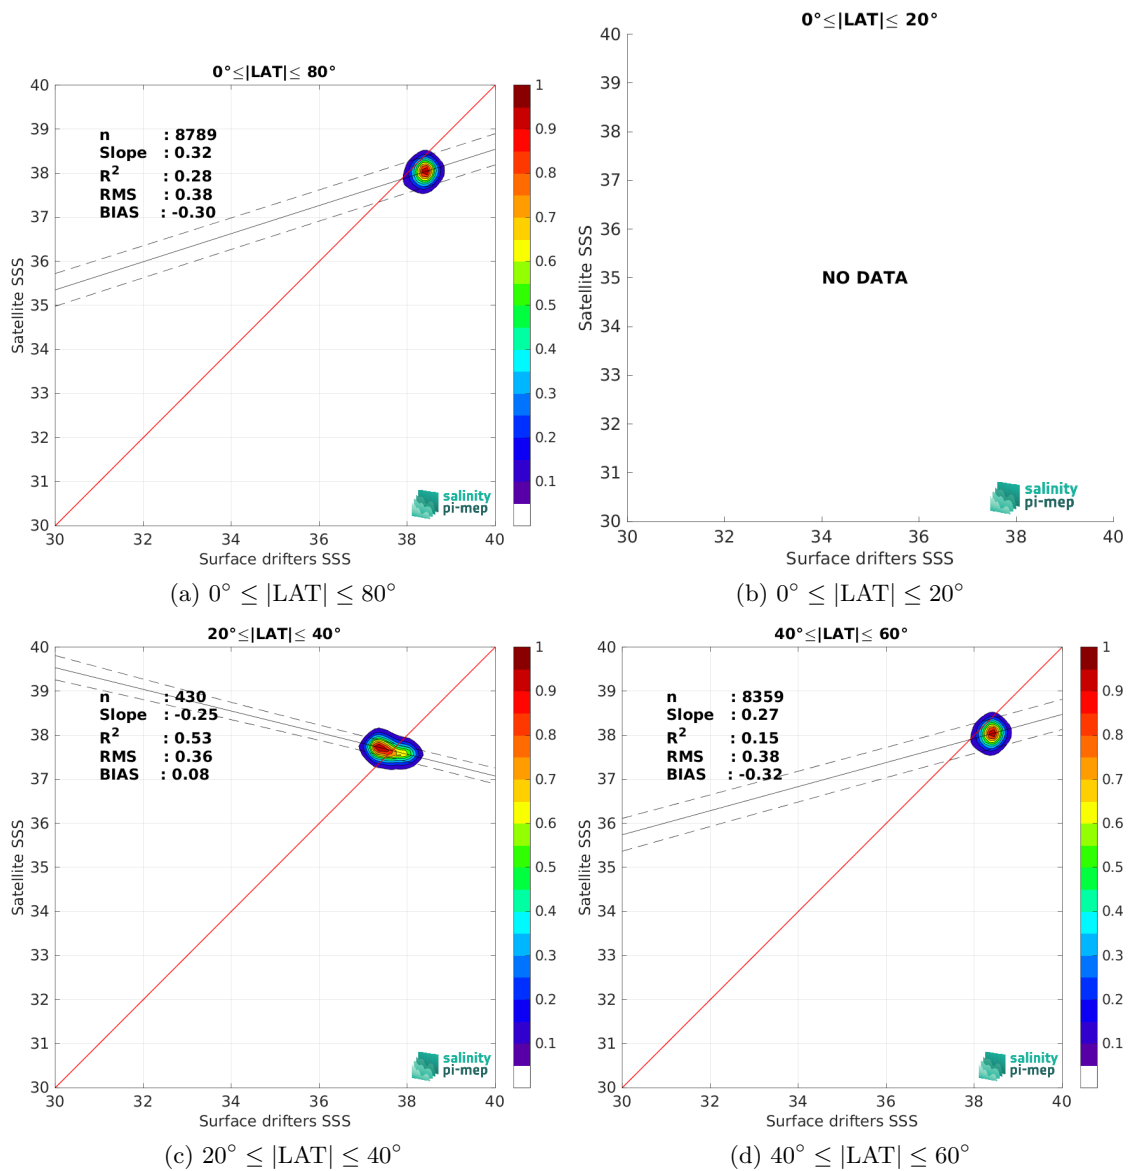 0°≤|LAT|≤ 80°
40
39
38
37
36
35
34
33
32
31
30
30
32
34
36
38
40
Satellite SSS
Surface drifters SSS
n : 8789
Slope : 0.32
R² : 0.28
RMS : 0.38
BIAS : -0.30
salinity
pi-mep
1
0.9
0.8
0.7
0.6
0.5
0.4
0.3
0.2
0.1
(a) 0° ≤ |LAT| ≤ 80°
0°≤|LAT|≤ 20°
40
39
38
37
36
35
34
33
32
31
30
30
32
34
36
38
40
Satellite SSS
Surface drifters SSS
NO DATA
salinity
pi-mep
(b) 0° ≤ |LAT| ≤ 20°
20°≤|LAT|≤ 40°
40
39
38
37
36
35
34
33
32
31
30
30
32
34
36
38
40
Satellite SSS
Surface drifters SSS
n : 430
Slope : -0.25
R² : 0.53
RMS : 0.36
BIAS : 0.08
salinity
pi-mep
1
0.9
0.8
0.7
0.6
0.5
0.4
0.3
0.2
0.1
(c) 20° ≤ |LAT| ≤ 40°
40°≤|LAT|≤ 60°
40
39
38
37
36
35
34
33
32
31
30
30
32
34
36
38
40
Satellite SSS
Surface drifters SSS
n : 8359
Slope : 0.27
R² : 0.15
RMS : 0.38
BIAS : -0.32
salinity
pi-mep
1
0.9
0.8
0.7
0.6
0.5
0.4
0.3
0.2
0.1
(d) 40° ≤ |LAT| ≤ 60°